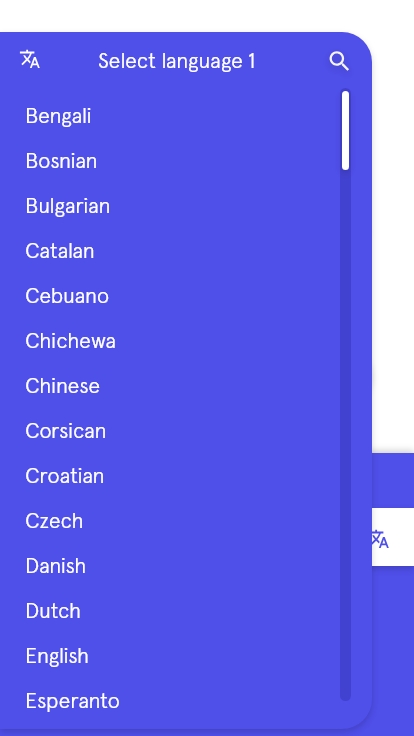 Select language 1
Bengali
Bosnian
Bulgarian
Catalan
Cebuano
Chichewa
Chinese
Corsican
Croatian
Czech
Danish
Dutch
English
Esperanto